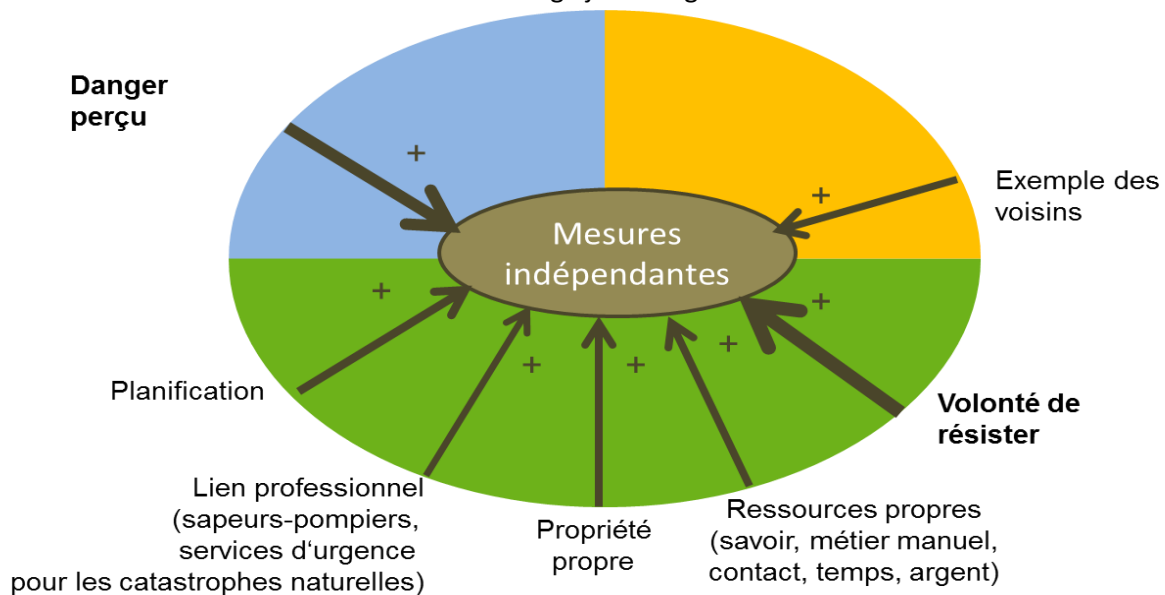 Danger
perçu
+
+
Exemple des
voisins
Mesures
indépendantes
+
+
+
+
+
Planification
Volonté de
résister
Lien professionnel
(sapeurs-pompiers,
services d‘urgence
pour les catastrophes naturelles)
Propriété
propre
Ressources propres
(savoir, métier manuel,
contact, temps, argent)